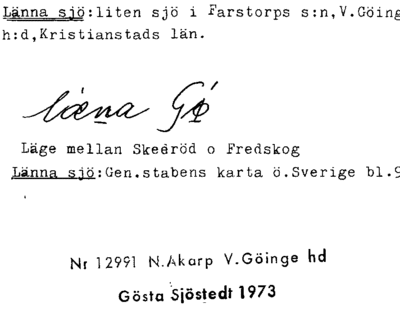 Länna sjö:liten sjö i Farstorps s:n,V.Göing
h:d,Kristianstads län.
Läge mellan Skeeröd o Fredskog
Länna sjö:Gen.stabens karta ö.Sverige bl.9
Nr 12991 N.Akarp V.Göinge hd
Gösta Sjöstedt 1973